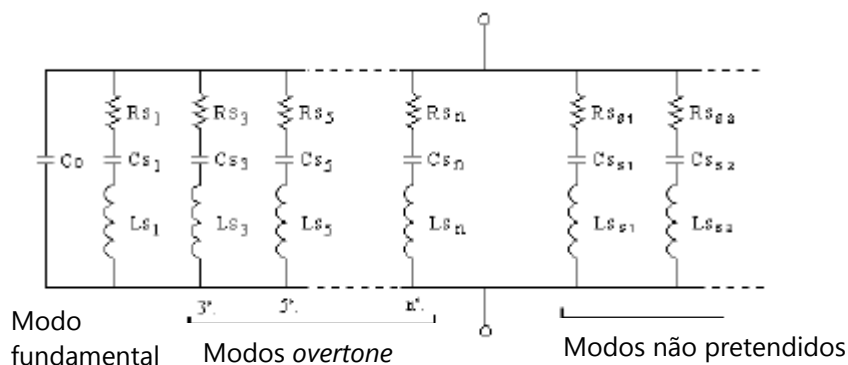 Rs1 Rs3 Rs5 Rsn Rss1 Rss2
Co Cs1 Cs3 Cs5 Csn Css1 Css2
Ls1 Ls3 Ls5 Lsn Lss1 Lss2
3ª. 5ª. nª.
Modo
fundamental
Modos overtone
Modos não pretendidos